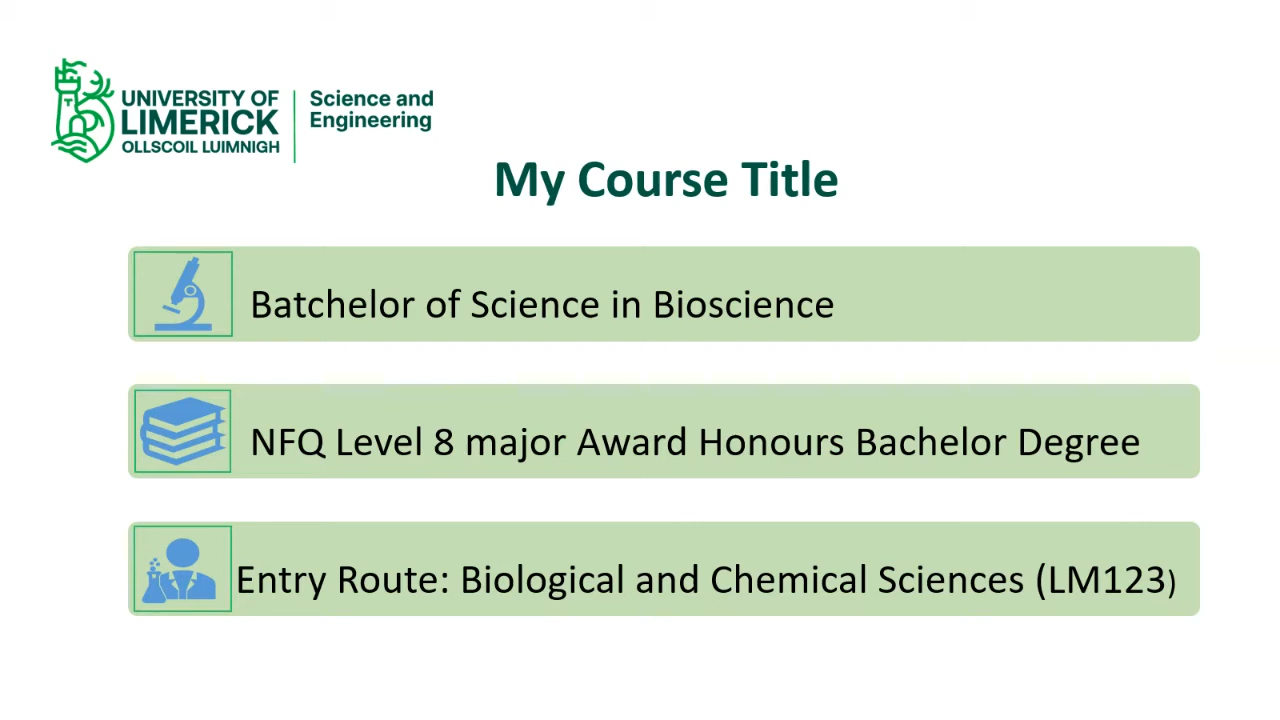 UNIVERSITY OF
LIMERICK
OLLSCOIL LUIMNIGH
Science and
Engineering
My Course Title
Batchelor of Science in Bioscience
NFQ Level 8 major Award Honours Bachelor Degree
Entry Route: Biological and Chemical Sciences (LM123)